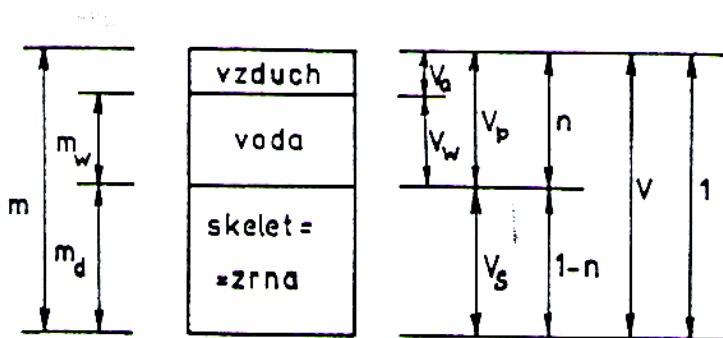 vzduch
voda
skelet=
=zrna
m
m_w
m_d
V_a
V_w
V_p
n
V_s
1-n
V
1